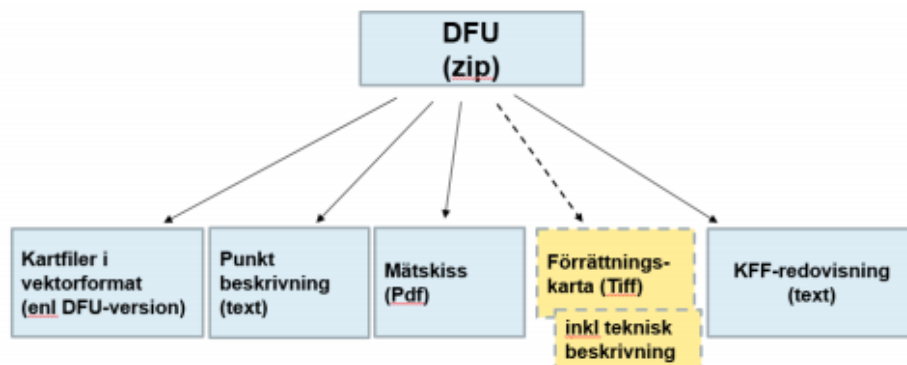 DFU
(zip)
Kartfiler i
vektorformat
(enl DFU-version)
Punkt
beskrivning
(text)
Mätskiss
(Pdf)
Förrättnings-
karta (Tiff)
inkl teknisk
beskrivning
KFF-redovisning
(text)